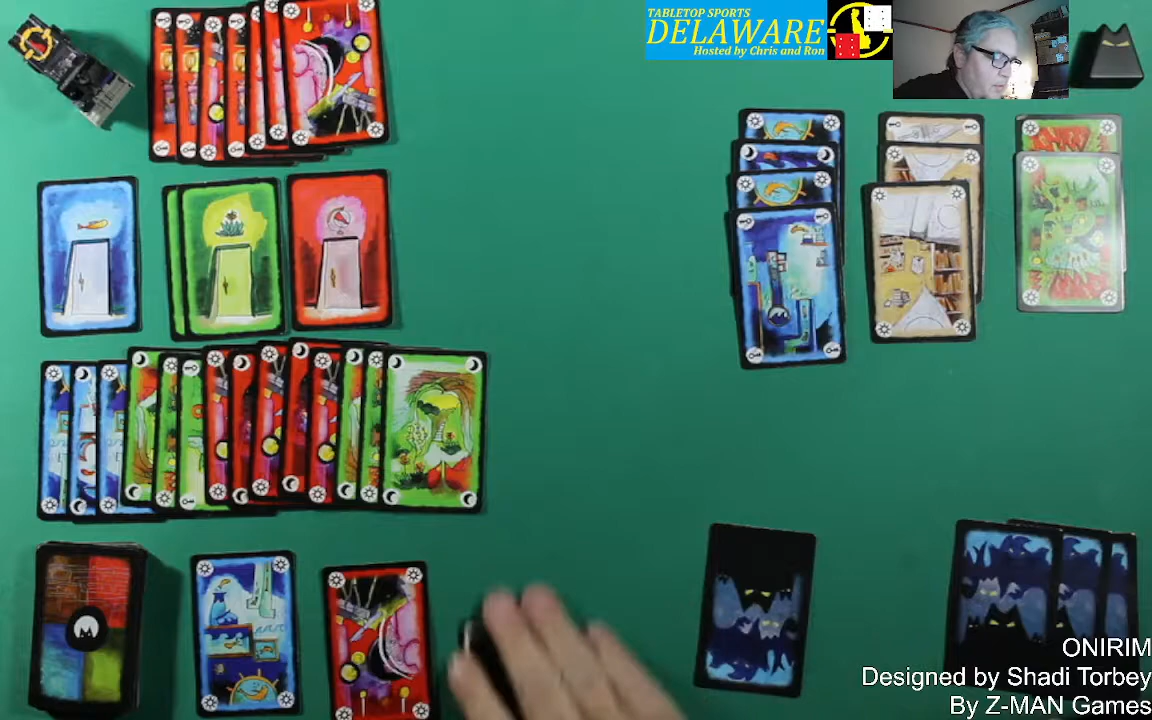 TABLETOP SPORTS
DELAWARE
Hosted by Chris and Ron
ONIRIM
Designed by Shadi Torbey
By Z-MAN Games